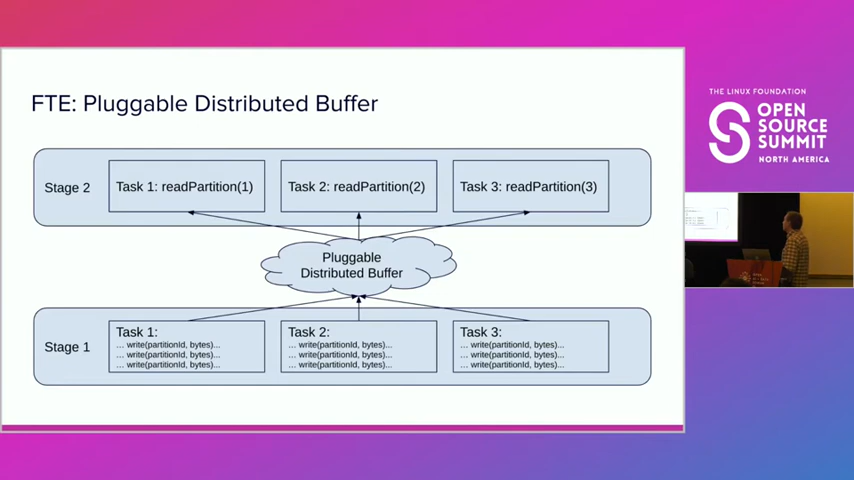 FTE: Pluggable Distributed Buffer
Stage 2
Task 1: readPartition(1)
Task 2: readPartition(2)
Task 3: readPartition(3)
Pluggable
Distributed Buffer
Stage 1
Task 1:
... write(partitionId, bytes)...
... write(partitionId, bytes)...
... write(partitionId, bytes)...
Task 2:
... write(partitionId, bytes)...
... write(partitionId, bytes)...
... write(partitionId, bytes)...
Task 3:
... write(partitionId, bytes)...
... write(partitionId, bytes)...
... write(partitionId, bytes)...
THE LINUX FOUNDATION
OPEN
SOURCE
SUMMIT
NORTH AMERICA